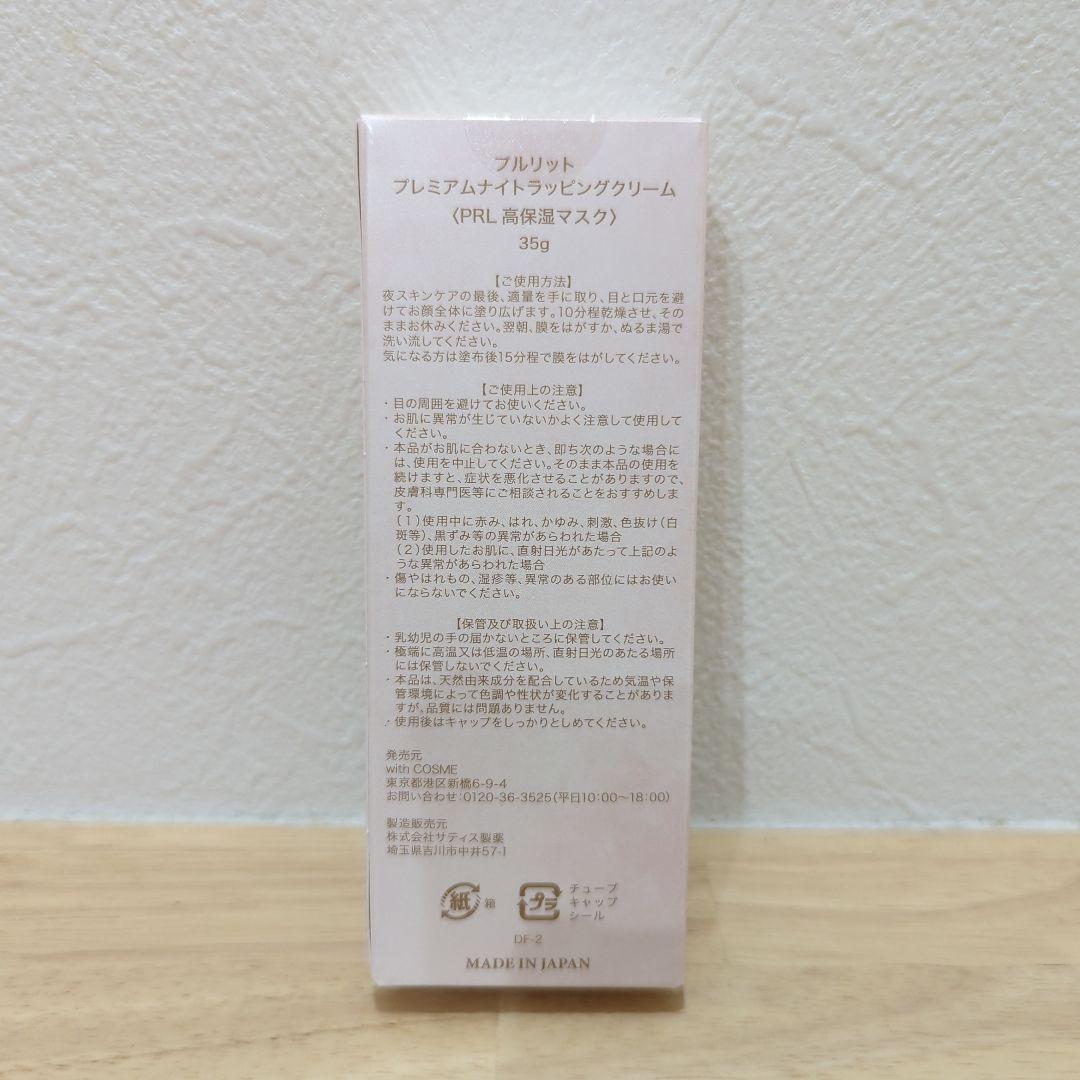 プルリット
プレミアムナイトラッピングクリーム
〈PRL 高保湿マスク〉
35g
【ご使用方法】
夜スキンケアの最後、適量を手に取り、目と口元を避
けてお顔全体に塗り広げます。10分程乾燥させ、その
ままお休みください。翌朝、膜をはがすか、ぬるま湯で
洗い流してください。
気になる方は塗布後15分程で膜をはがしてください。
【ご使用上の注意】
・目の周囲を避けてお使いください。
・お肌に異常が生じていないかよく注意して使用して
ください。
・本品がお肌に合わないとき、即ち次のような場合に
は、使用を中止してください。そのまま本品の使用を
続けますと、症状を悪化させることがありますので、
皮膚科専門医等にご相談されることをおすすめしま
す。
(1)使用中に赤み、はれ、かゆみ、刺激、色抜け(白
斑等)、黒ずみ等の異常があらわれた場合
(2)使用したお肌に、直射日光があたって上記のよ
うな異常があらわれた場合
・傷やはれもの、湿疹等、異常のある部位にはお使い
にならないでください。
【保管及び取扱い上の注意】
・乳幼児の手の届かないところに保管してください。
・極端に高温又は低温の場所、直射日光のあたる場所
には保管しないでください。
・本品は、天然由来成分を配合しているため気温や保
管環境によって色調や性状が変化することがありま
すが、品質には問題ありません。
・使用後はキャップをしっかりとしめてください。
発売元
with COSME
東京都港区新橋6-9-4
お問い合わせ:0120-36-3525(平日10:00〜18:00)
製造販売元
株式会社サティス製薬
埼玉県吉川市中井57-1
紙 箱
プラ チューブ
キャップ
シール
DF-2
MADE IN JAPAN